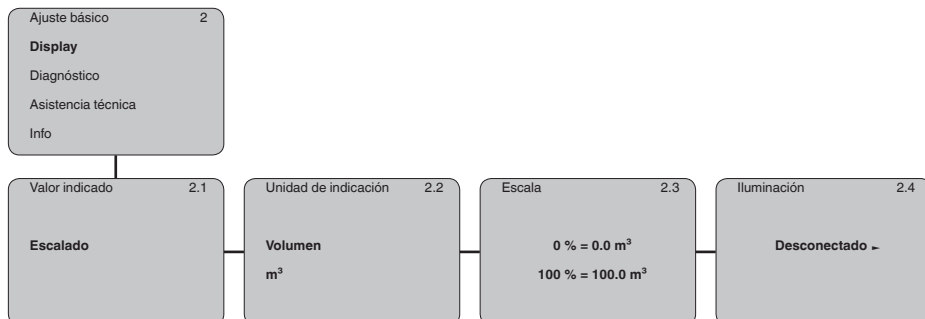 Ajuste básico 2
Display
Diagnóstico
Asistencia técnica
Info
Valor indicado 2.1
Escalado
Unidad de indicación 2.2
Volumen
m³
Escala 2.3
0 % = 0.0 m³
100 % = 100.0 m³
Iluminación 2.4
Desconectado ►